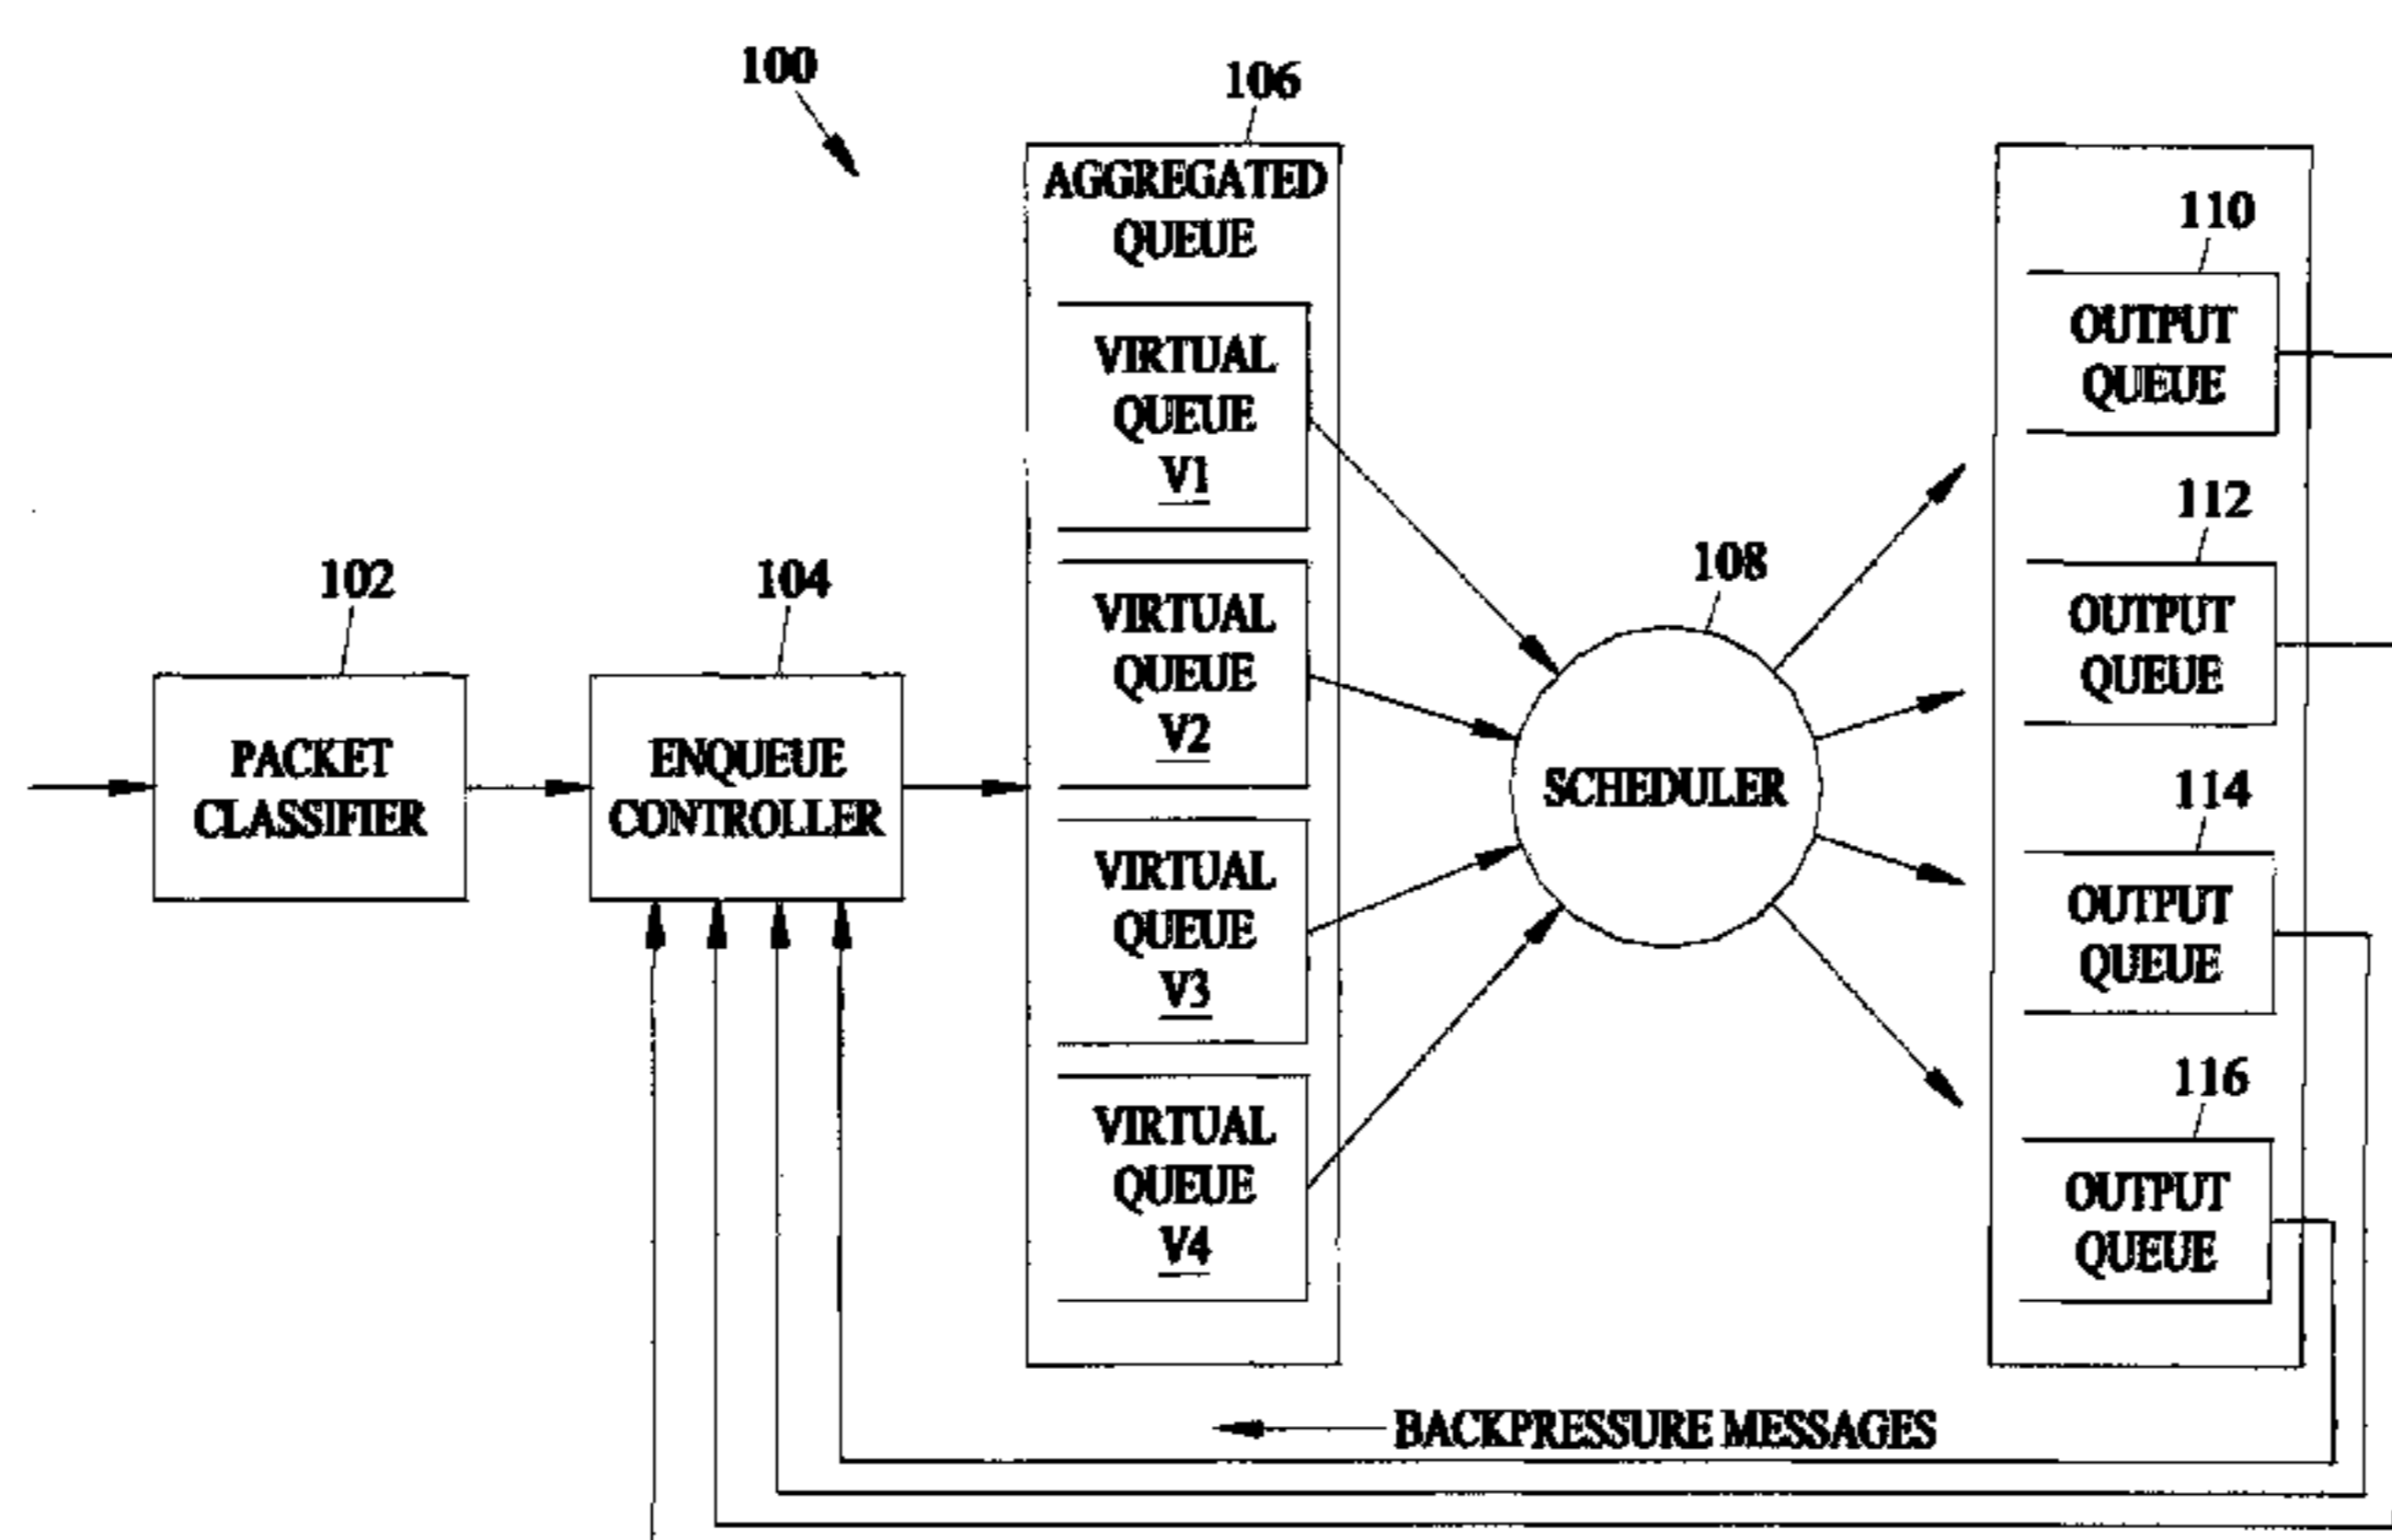 100
106
AGGREGATED
QUEUE
VIRTUAL
QUEUE
V1
VIRTUAL
QUEUE
V2
VIRTUAL
QUEUE
V3
VIRTUAL
QUEUE
V4
102
PACKET
CLASSIFIER
104
ENQUEUE
CONTROLLER
108
SCHEDULER
110
OUTPUT
QUEUE
112
OUTPUT
QUEUE
114
OUTPUT
QUEUE
116
OUTPUT
QUEUE
BACKPRESSURE MESSAGES